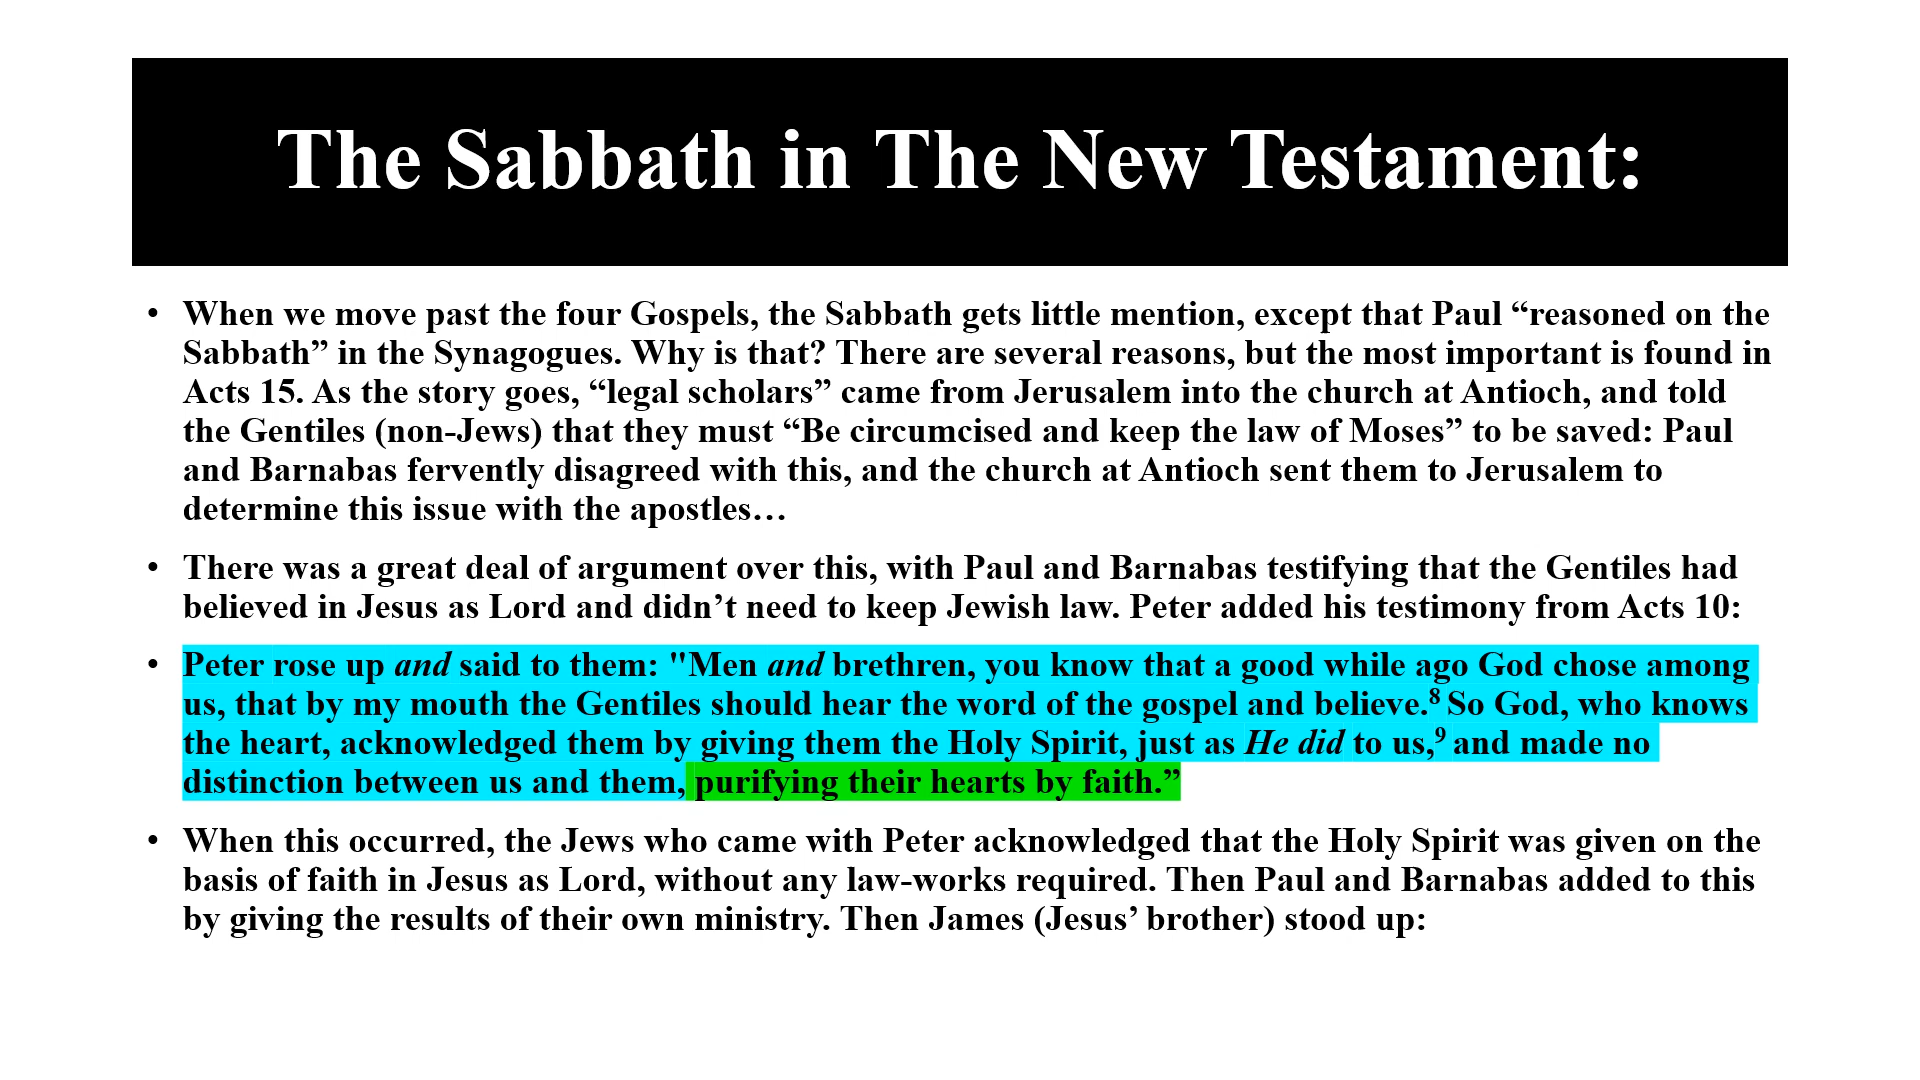 The Sabbath in The New Testament:
• When we move past the four Gospels, the Sabbath gets little mention, except that Paul “reasoned on the
Sabbath” in the Synagogues. Why is that? There are several reasons, but the most important is found in
Acts 15. As the story goes, “legal scholars” came from Jerusalem into the church at Antioch, and told
the Gentiles (non-Jews) that they must “Be circumcised and keep the law of Moses” to be saved: Paul
and Barnabas fervently disagreed with this, and the church at Antioch sent them to Jerusalem to
determine this issue with the apostles…
• There was a great deal of argument over this, with Paul and Barnabas testifying that the Gentiles had
believed in Jesus as Lord and didn’t need to keep Jewish law. Peter added his testimony from Acts 10:
• Peter rose up and said to them: "Men and brethren, you know that a good while ago God chose among
us, that by my mouth the Gentiles should hear the word of the gospel and believe.⁸ So God, who knows
the heart, acknowledged them by giving them the Holy Spirit, just as He did to us,⁹ and made no
distinction between us and them, purifying their hearts by faith.”
• When this occurred, the Jews who came with Peter acknowledged that the Holy Spirit was given on the
basis of faith in Jesus as Lord, without any law-works required. Then Paul and Barnabas added to this
by giving the results of their own ministry. Then James (Jesus’ brother) stood up: